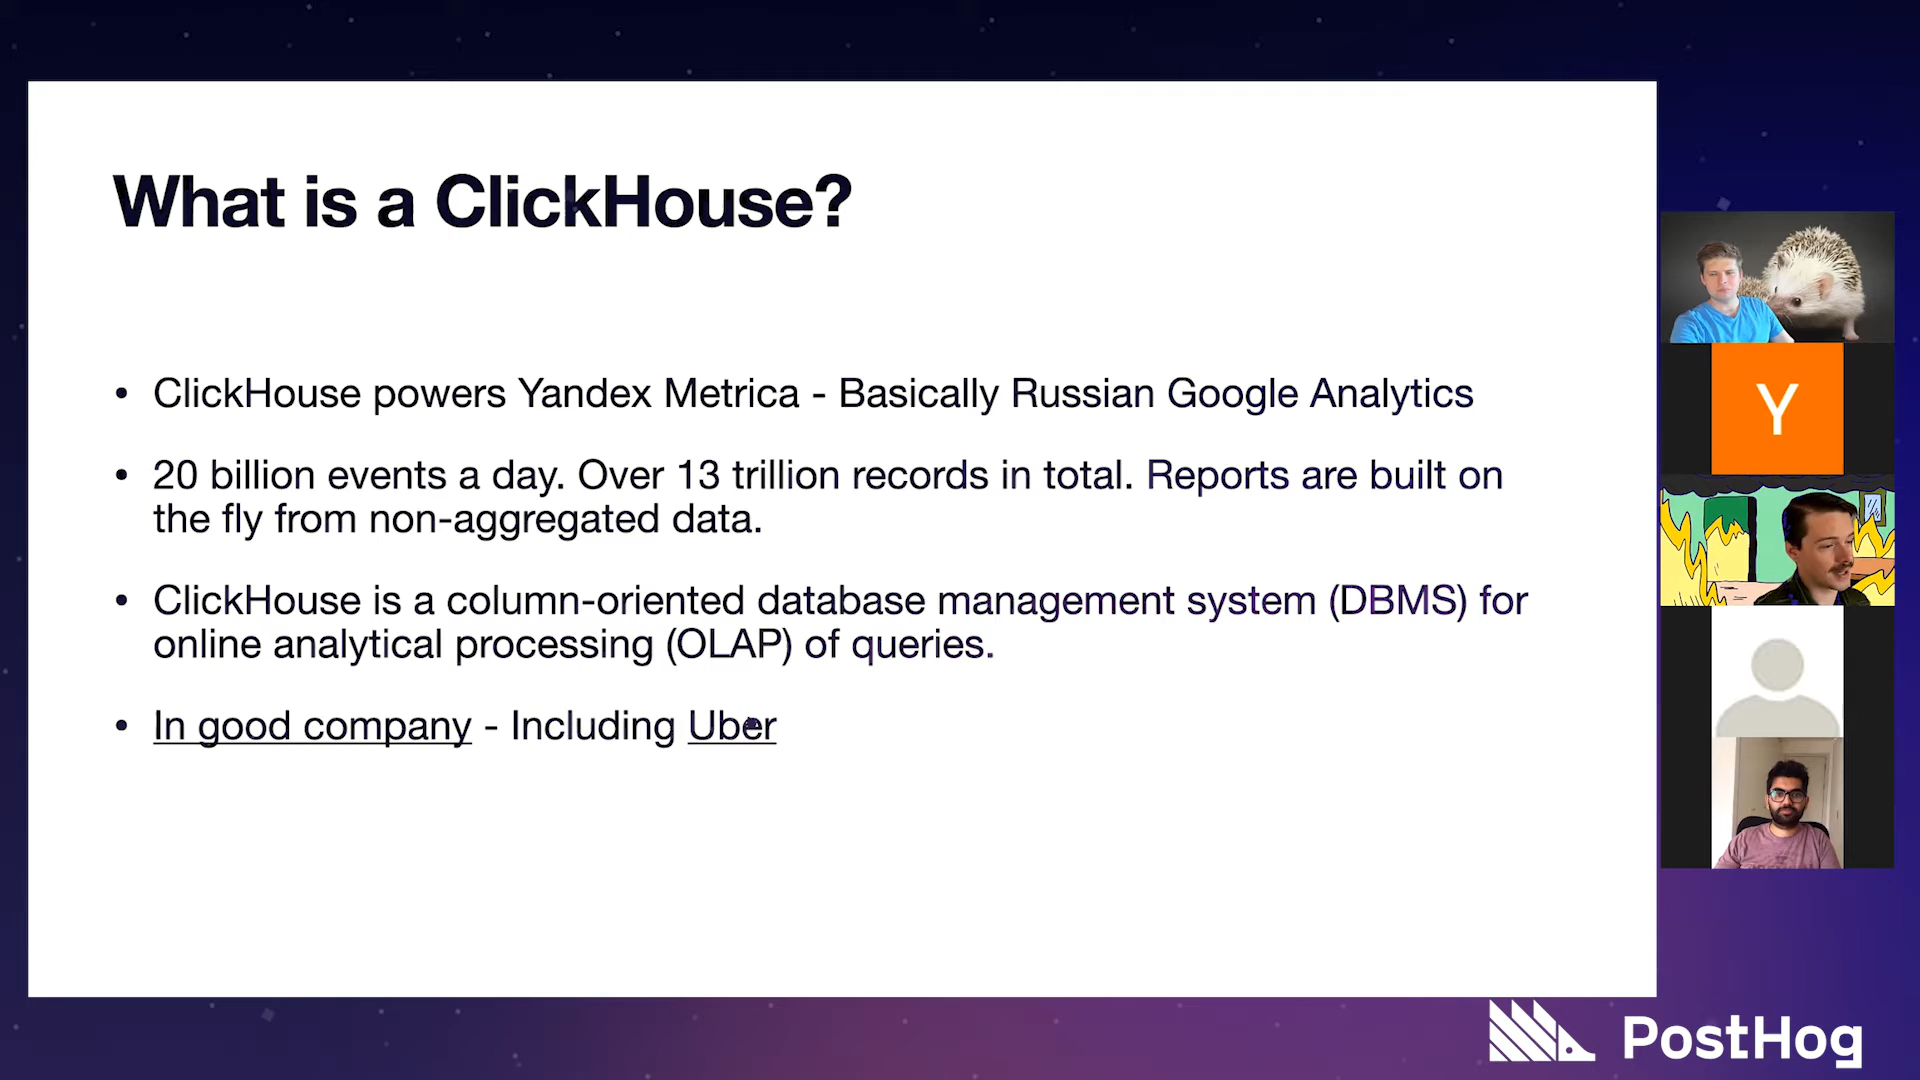 What is a ClickHouse?
• ClickHouse powers Yandex Metrica - Basically Russian Google Analytics
• 20 billion events a day. Over 13 trillion records in total. Reports are built on
the fly from non-aggregated data.
• ClickHouse is a column-oriented database management system (DBMS) for
online analytical processing (OLAP) of queries.
• In good company - Including Uber
Y
PostHog